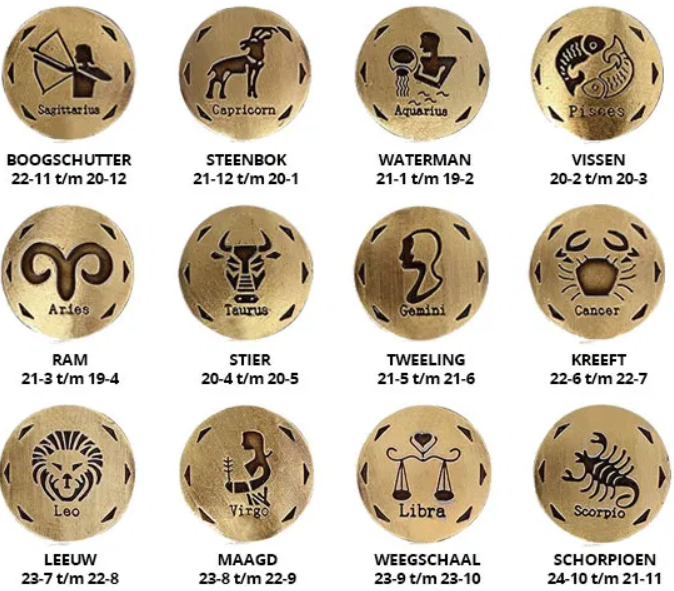 Sagittarius
Capricorn
Aquarius
Pisces
BOOGSCHUTTER
22-11 t/m 20-12
STEENBOK
21-12 t/m 20-1
WATERMAN
21-1 t/m 19-2
VISSEN
20-2 t/m 20-3
Aries
Taurus
Gemini
Cancer
RAM
21-3 t/m 19-4
STIER
20-4 t/m 20-5
TWEELING
21-5 t/m 21-6
KREEFT
22-6 t/m 22-7
Leo
Virgo
Libra
Scorpio
LEEUW
23-7 t/m 22-8
MAAGD
23-8 t/m 22-9
WEEGSCHAAL
23-9 t/m 23-10
SCHORPIOEN
24-10 t/m 21-11